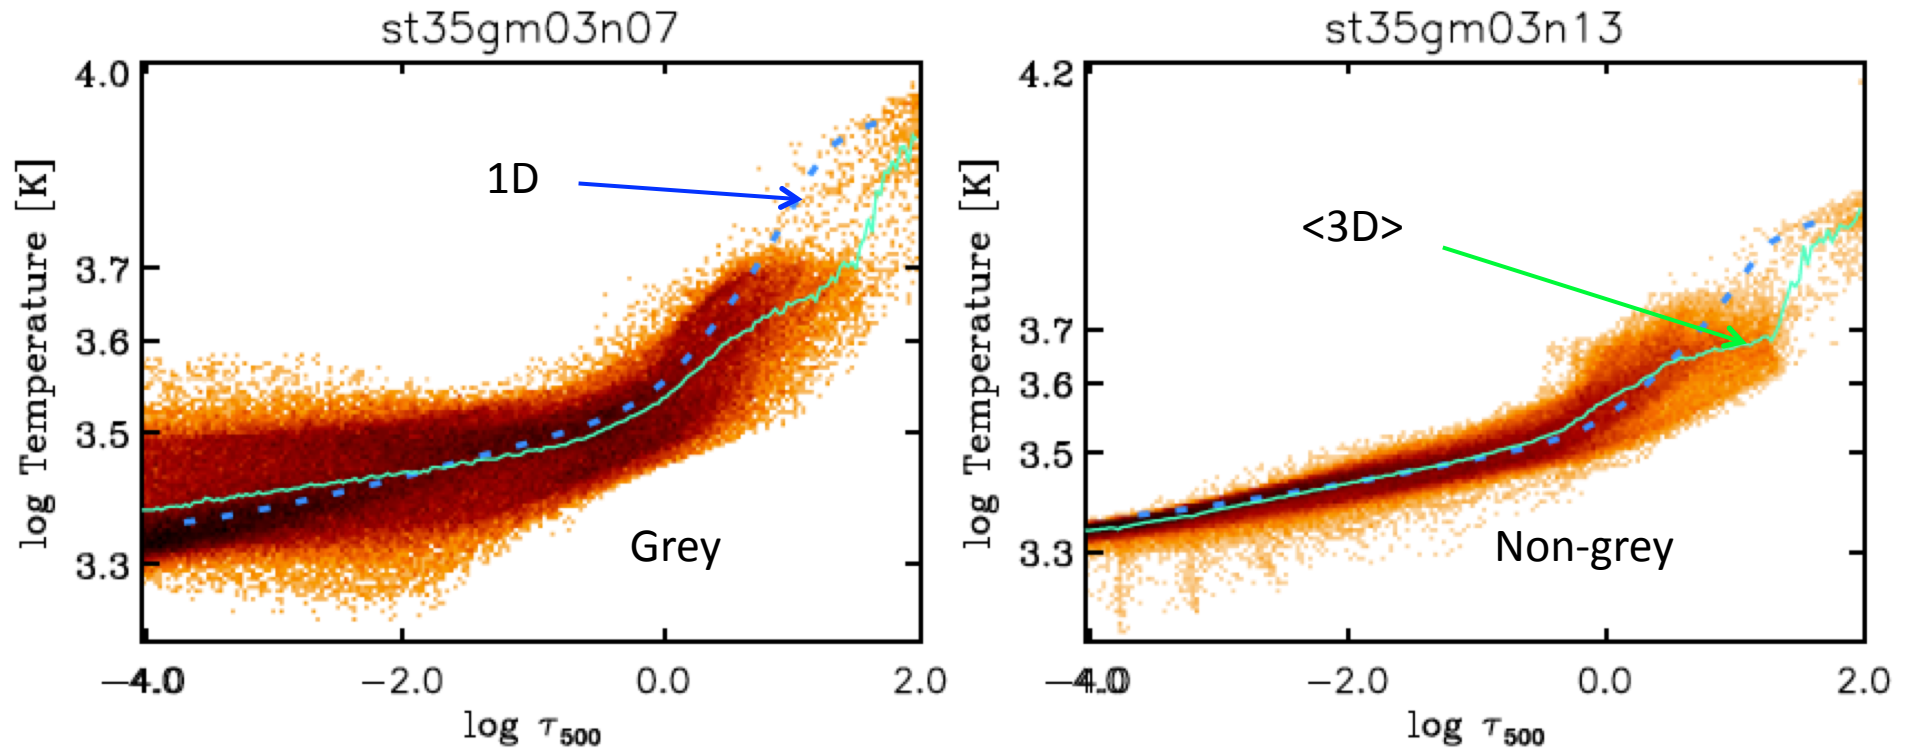 st35gm03n07
st35gm03n13
4.0
3.7
3.6
3.5
3.3
log Temperature [K]
1D
Grey
−4.0
−2.0
0.0
2.0
log τ500
4.2
3.7
3.6
3.5
3.3
log Temperature [K]
<3D>
Non-grey
−4.0
−2.0
0.0
2.0
log τ500